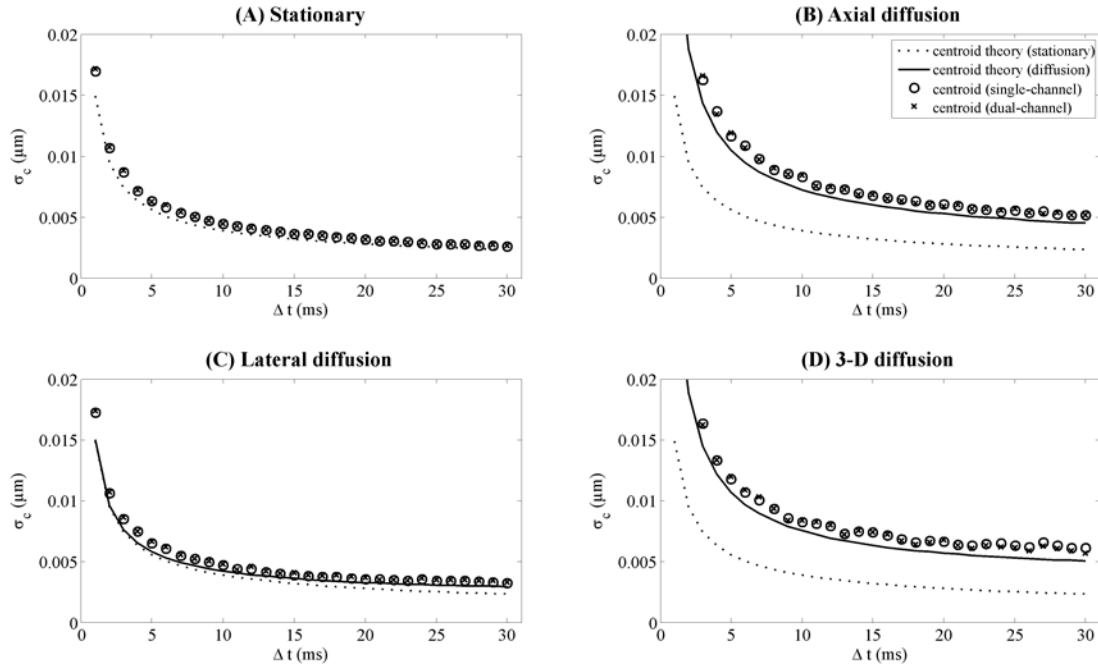 (A) Stationary
0.02
0.015
0.01
0.005
0
σc (μm)
0 5 10 15 20 25 30
Δ t (ms)
(B) Axial diffusion
centroid theory (stationary)
centroid theory (diffusion)
centroid (single-channel)
centroid (dual-channel)
0.02
0.015
0.01
0.005
0
σc (μm)
0 5 10 15 20 25 30
Δ t (ms)
(C) Lateral diffusion
0.02
0.015
0.01
0.005
0
σc (μm)
0 5 10 15 20 25 30
Δ t (ms)
(D) 3-D diffusion
0.02
0.015
0.01
0.005
0
σc (μm)
0 5 10 15 20 25 30
Δ t (ms)